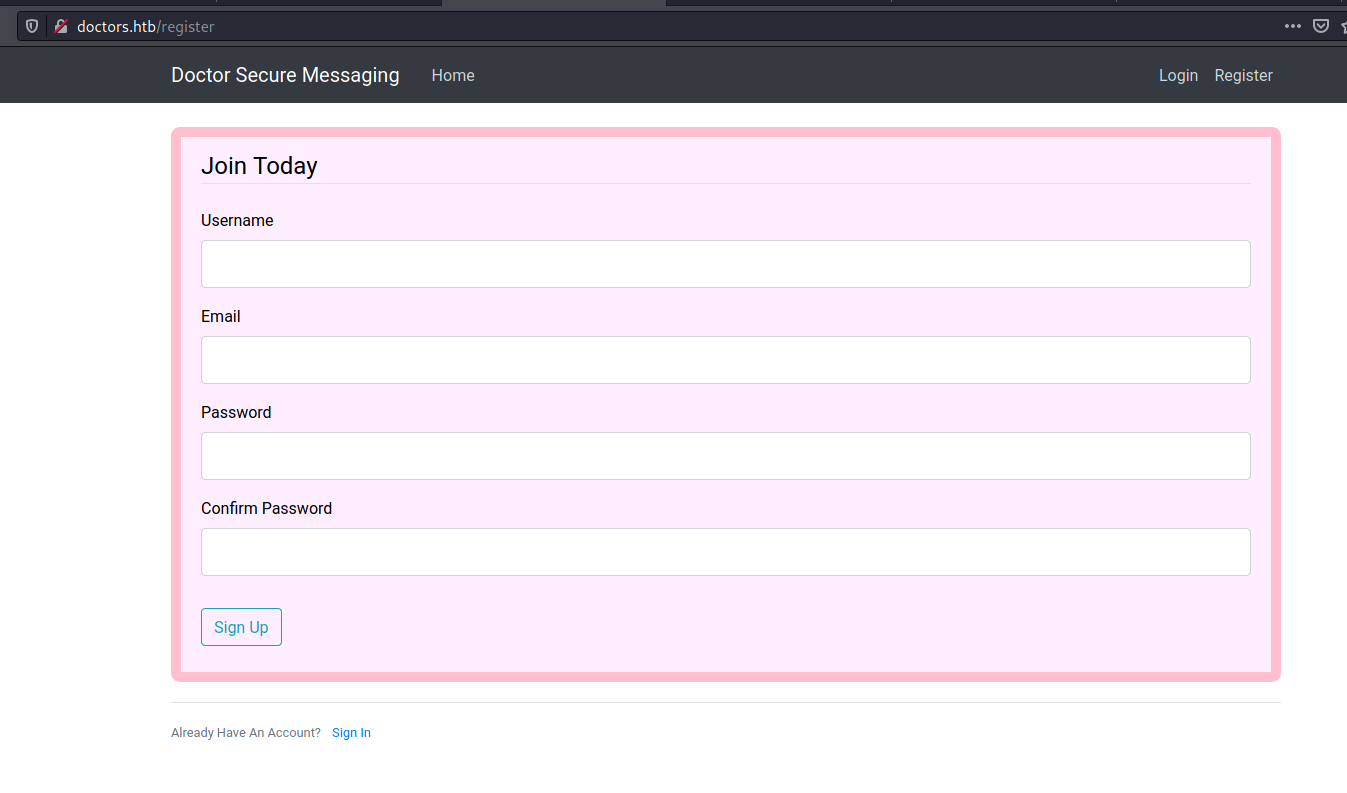 doctors.htb/register
Doctor Secure Messaging Home Login Register
Join Today
Username
Email
Password
Confirm Password
Sign Up
Already Have An Account? Sign In